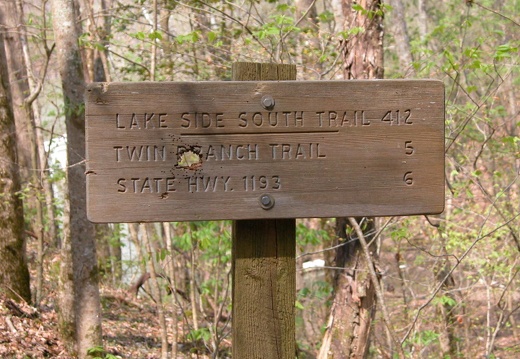 LAKE SIDE SOUTH TRAIL 412
TWIN BRANCH TRAIL 5
STATE HWY. 1193 6